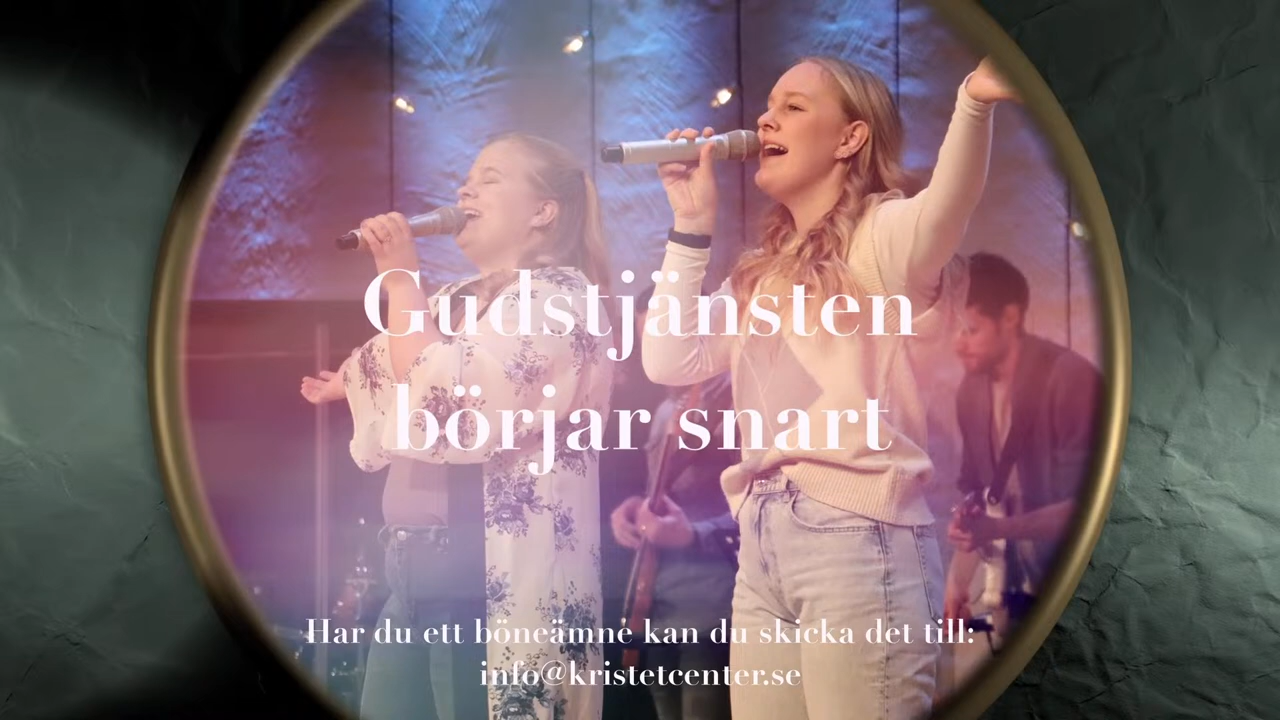 Gudstjänsten
börjar snart
Har du ett böneämne kan du skicka det till:
info@kristetcenter.se